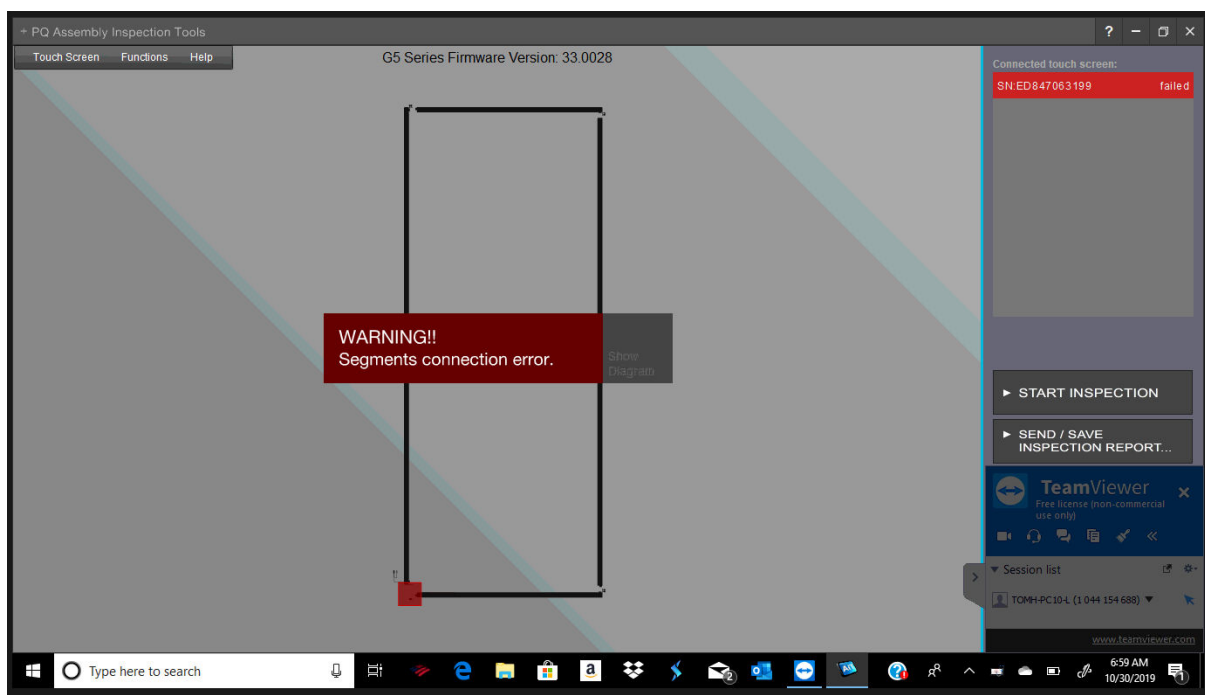 + PQ Assembly Inspection Tools
?
Touch Screen Functions Help
G5 Series Firmware Version: 33.0028
Connected touch screen:
SN:ED847063199 failed
WARNING!!
Segments connection error.
Show
Diagram
► START INSPECTION
► SEND / SAVE
INSPECTION REPORT...
TeamViewer
Free license (non-commercial
use only)
!!
▼ Session list
TOMH-PC10-L (1 044 154 688) ▼
www.teamviewer.com
Type here to search
a
2
AIT
6:59 AM
10/30/2019
1